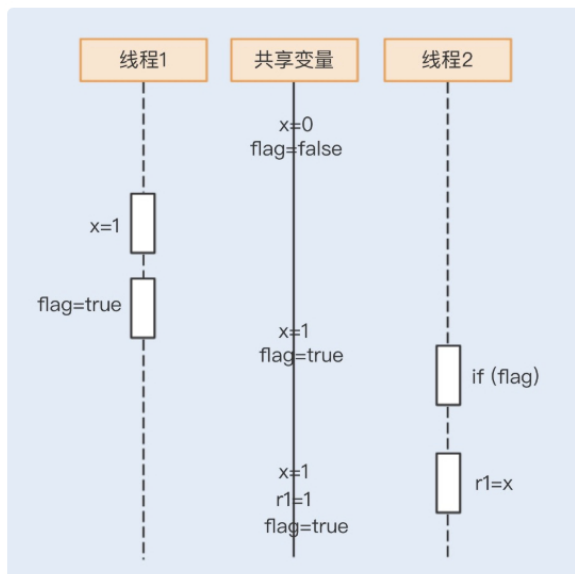 线程1
共享变量
线程2
x=0
flag=false
x=1
flag=true
x=1
flag=true
if (flag)
x=1
r1=1
flag=true
r1=x